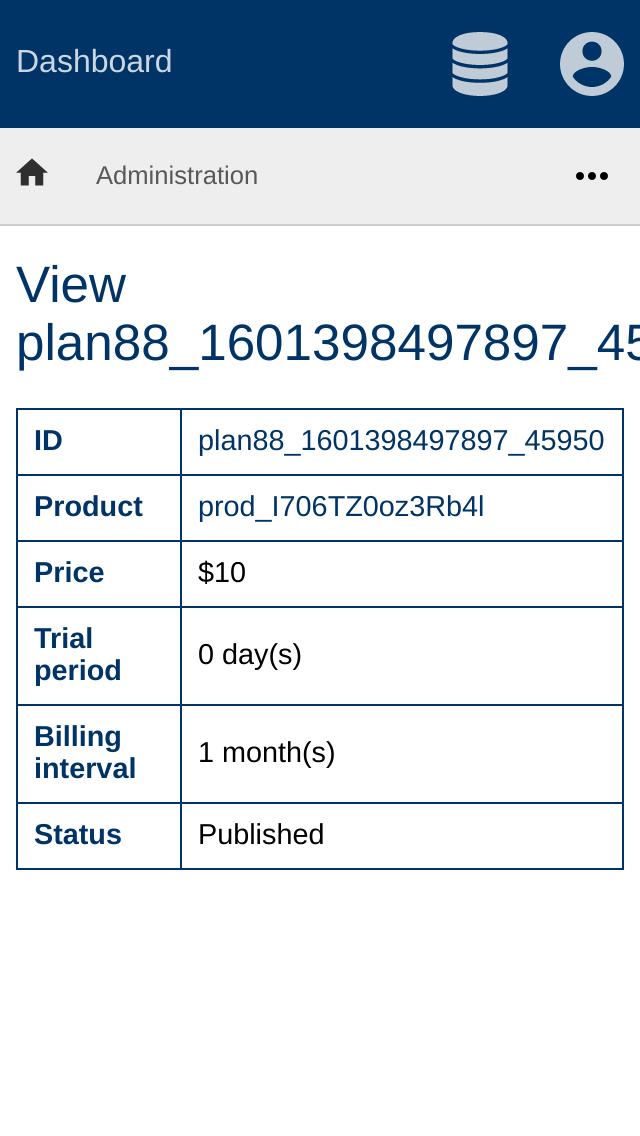 Dashboard
Administration
View
plan88_1601398497897_45
ID plan88_1601398497897_45950
Product prod_I706TZ0oz3Rb4l
Price $10
Trial
period 0 day(s)
Billing
interval 1 month(s)
Status Published